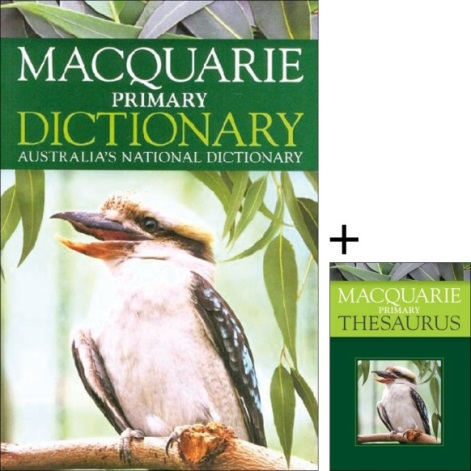 MACQUARIE
PRIMARY
DICTIONARY
AUSTRALIA'S NATIONAL DICTIONARY
+
MACQUARIE
PRIMARY
THESAURUS